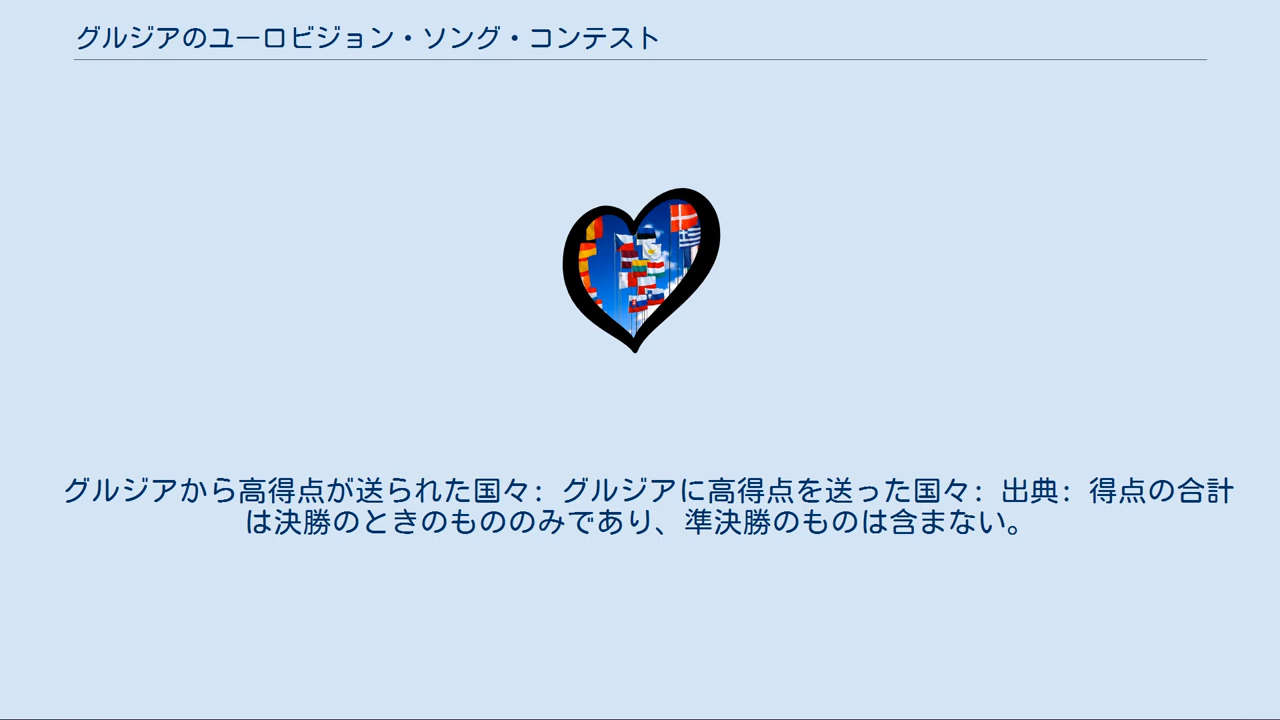 グルジアのユーロビジョン・ソング・コンテスト
グルジアから高得点が送られた国々: グルジアに高得点を送った国々: 出典: 得点の合計
は決勝のときのもののみであり、準決勝のものは含まない。